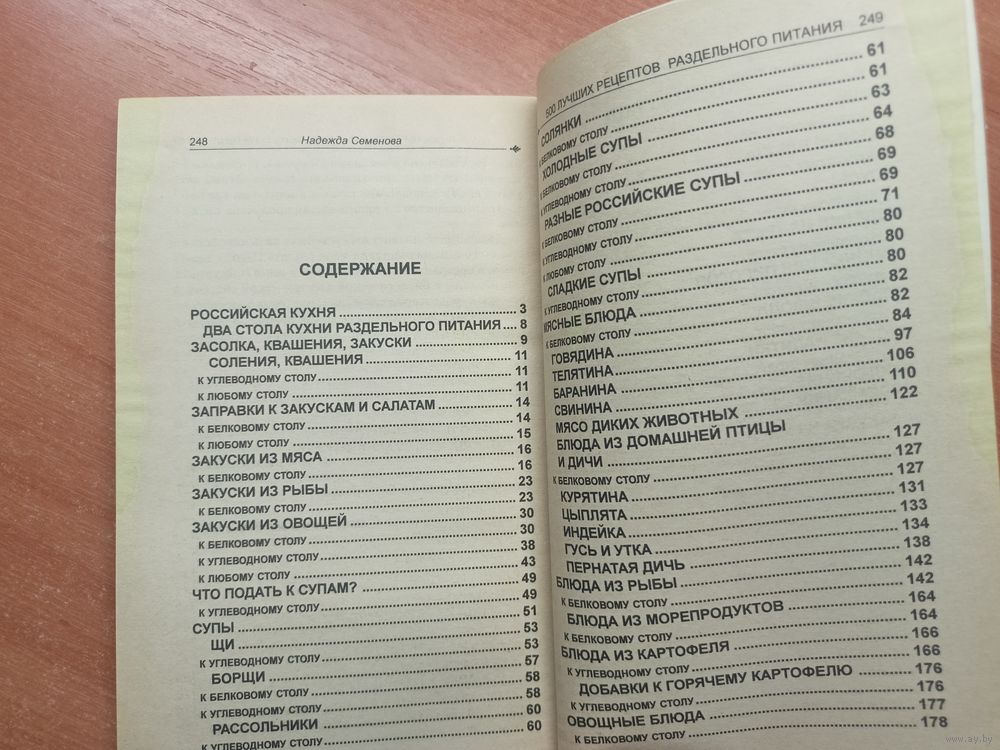 248 Надежда Семенова
СОДЕРЖАНИЕ
РОССИЙСКАЯ КУХНЯ ........ 3
ДВА СТОЛА КУХНИ РАЗДЕЛЬНОГО ПИТАНИЯ .... 8
ЗАСОЛКА, КВАШЕНИЯ, ЗАКУСКИ ........ 9
СОЛЕНИЯ, КВАШЕНИЯ ........ 11
К УГЛЕВОДНОМУ СТОЛУ ........ 11
К ЛЮБОМУ СТОЛУ ........ 11
ЗАПРАВКИ К ЗАКУСКАМ И САЛАТАМ ........ 14
К БЕЛКОВОМУ СТОЛУ ........ 14
К ЛЮБОМУ СТОЛУ ........ 15
ЗАКУСКИ ИЗ МЯСА ........ 16
К БЕЛКОВОМУ СТОЛУ ........ 16
ЗАКУСКИ ИЗ РЫБЫ ........ 23
К БЕЛКОВОМУ СТОЛУ ........ 23
ЗАКУСКИ ИЗ ОВОЩЕЙ ........ 30
К БЕЛКОВОМУ СТОЛУ ........ 30
К УГЛЕВОДНОМУ СТОЛУ ........ 38
К ЛЮБОМУ СТОЛУ ........ 43
ЧТО ПОДАТЬ К СУПАМ? ........ 49
К УГЛЕВОДНОМУ СТОЛУ ........ 49
СУПЫ ........ 51
ЩИ ........ 53
К УГЛЕВОДНОМУ СТОЛУ ........ 53
БОРЩИ ........ 57
К БЕЛКОВОМУ СТОЛУ ........ 58
К УГЛЕВОДНОМУ СТОЛУ ........ 58
РАССОЛЬНИКИ ........ 60
К УГЛЕВОДНОМУ СТОЛУ ........ 60
500 ЛУЧШИХ РЕЦЕПТОВ РАЗДЕЛЬНОГО ПИТАНИЯ 249
СОЛЯНКИ ........ 61
К БЕЛКОВОМУ СТОЛУ ........ 61
ХОЛОДНЫЕ СУПЫ ........ 63
К БЕЛКОВОМУ СТОЛУ ........ 64
К УГЛЕВОДНОМУ СТОЛУ ........ 68
РАЗНЫЕ РОССИЙСКИЕ СУПЫ ........ 69
К БЕЛКОВОМУ СТОЛУ ........ 69
К УГЛЕВОДНОМУ СТОЛУ ........ 71
К ЛЮБОМУ СТОЛУ ........ 80
СЛАДКИЕ СУПЫ ........ 80
К УГЛЕВОДНОМУ СТОЛУ ........ 80
МЯСНЫЕ БЛЮДА ........ 82
К БЕЛКОВОМУ СТОЛУ ........ 82
ГОВЯДИНА ........ 84
ТЕЛЯТИНА ........ 97
БАРАНИНА ........ 106
СВИНИНА ........ 110
МЯСО ДИКИХ ЖИВОТНЫХ ........ 122
БЛЮДА ИЗ ДОМАШНЕЙ ПТИЦЫ
И ДИЧИ ........ 127
К БЕЛКОВОМУ СТОЛУ ........ 127
КУРЯТИНА ........ 127
ЦЫПЛЯТА ........ 131
ИНДЕЙКА ........ 133
ГУСЬ И УТКА ........ 134
ПЕРНАТАЯ ДИЧЬ ........ 138
БЛЮДА ИЗ РЫБЫ ........ 142
К БЕЛКОВОМУ СТОЛУ ........ 142
БЛЮДА ИЗ МОРЕПРОДУКТОВ ........ 164
К БЕЛКОВОМУ СТОЛУ ........ 164
БЛЮДА ИЗ КАРТОФЕЛЯ ........ 166
К УГЛЕВОДНОМУ СТОЛУ ........ 166
ДОБАВКИ К ГОРЯЧЕМУ КАРТОФЕЛЮ ........ 176
К УГЛЕВОДНОМУ СТОЛУ ........ 176
ОВОЩНЫЕ БЛЮДА ........ 177
К БЕЛКОВОМУ СТОЛУ ........ 178
www.ay.by